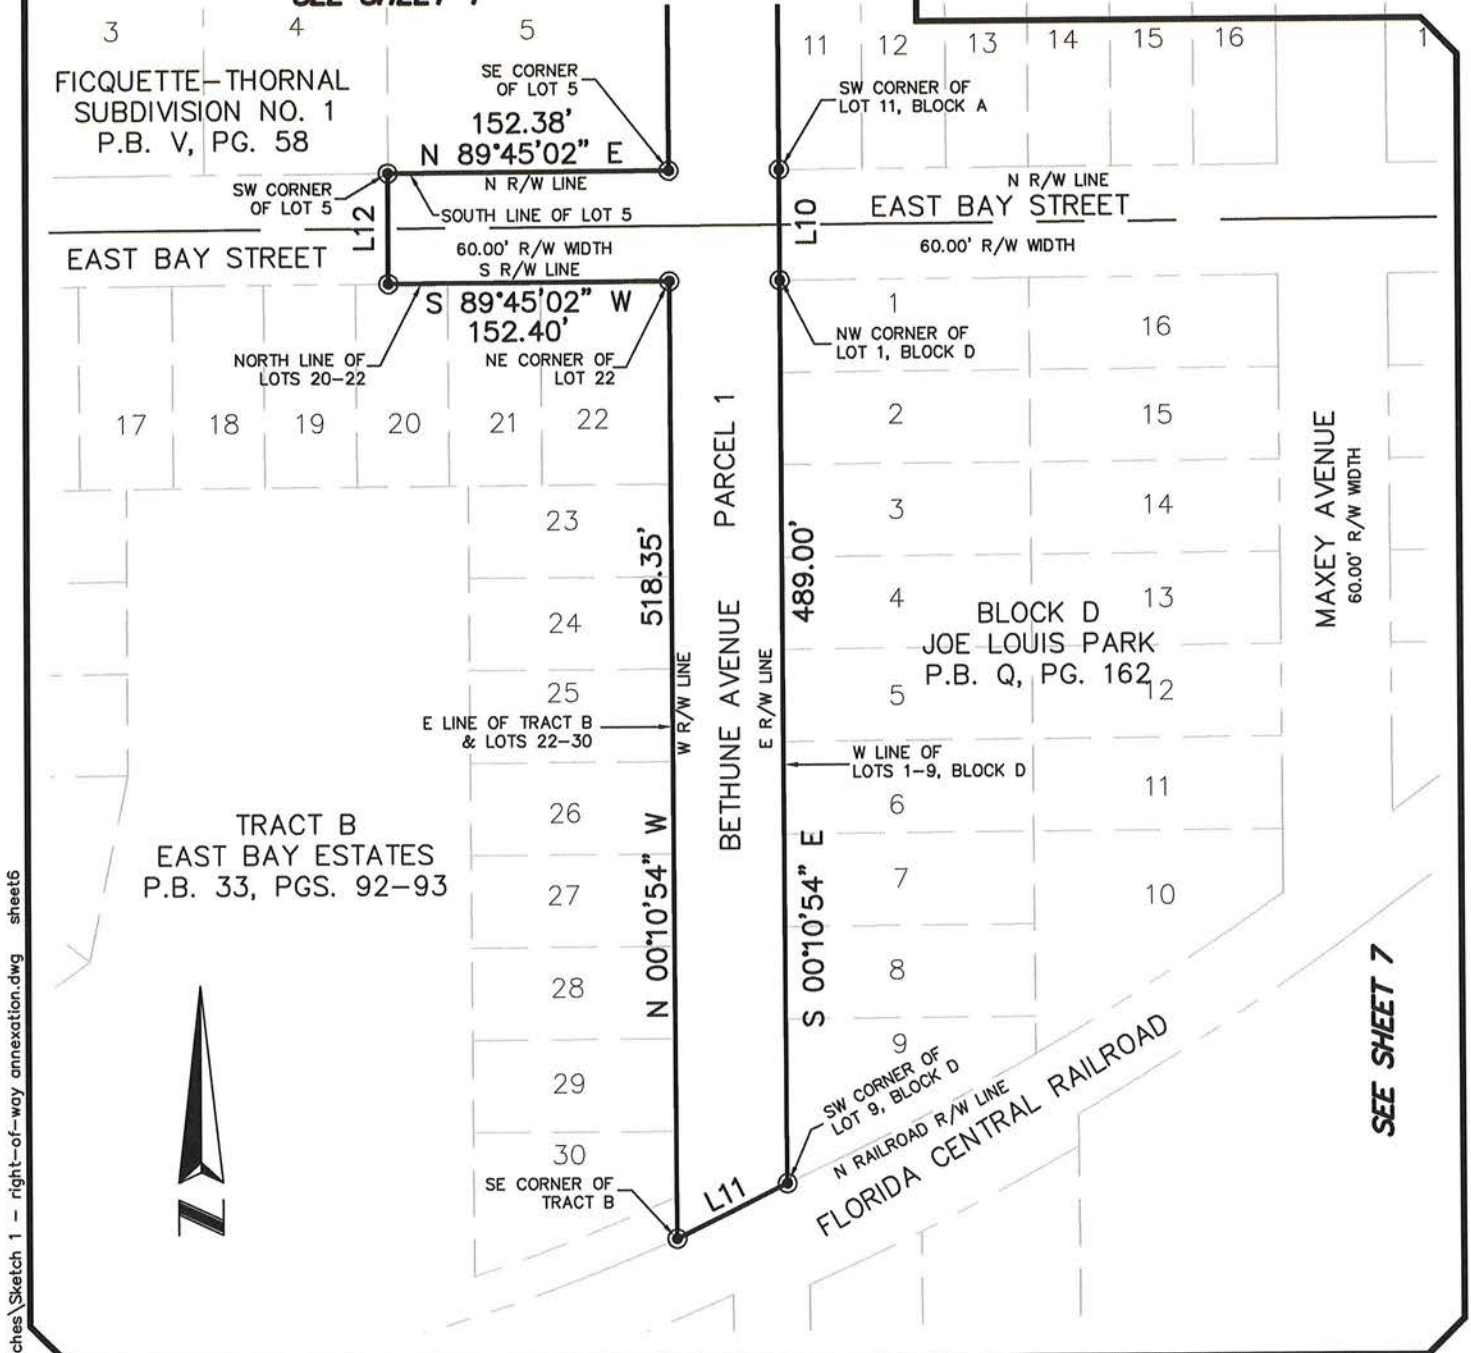 3
4
5
11
12
13
14
15
16
1
FICQUETTE-THORNAL
SUBDIVISION NO. 1
P.B. V, PG. 58
SE CORNER
OF LOT 5
152.38'
N 89°45'02" E
N R/W LINE
SW CORNER OF
LOT 11, BLOCK A
SW CORNER
OF LOT 5
L12
SOUTH LINE OF LOT 5
L10
N R/W LINE
EAST BAY STREET
60.00' R/W WIDTH
EAST BAY STREET
60.00' R/W WIDTH
S R/W LINE
S 89°45'02" W
152.40'
NORTH LINE OF
LOTS 20-22
NE CORNER OF
LOT 22
NW CORNER OF
LOT 1, BLOCK D
17
18
19
20
21
22
23
24
25
26
27
28
29
30
E LINE OF TRACT B
& LOTS 22-30
518.35'
W R/W LINE
N 00°10'54" W
BETHUNE AVENUE PARCEL 1
E R/W LINE
489.00'
S 00°10'54" E
1
2
3
4
5
6
7
8
9
16
15
14
13
12
11
10
BLOCK D
JOE LOUIS PARK
P.B. Q, PG. 162
W LINE OF
LOTS 1-9, BLOCK D
MAXEY AVENUE
60.00' R/W WIDTH
TRACT B
EAST BAY ESTATES
P.B. 33, PGS. 92-93
SW CORNER OF
LOT 9, BLOCK D
N RAILROAD R/W LINE
FLORIDA CENTRAL RAILROAD
SE CORNER OF
TRACT B
L11
SEE SHEET 7
N
ches\Sketch 1 - right-of-way annexation.dwg sheet6